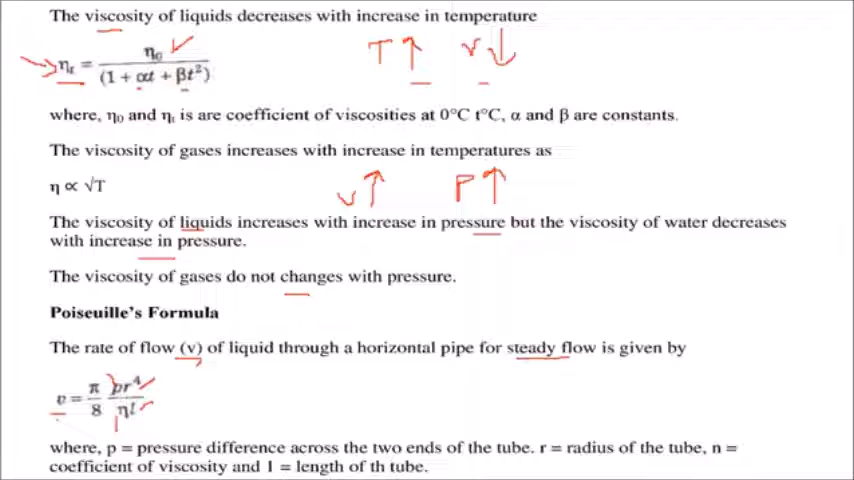 The viscosity of liquids decreases with increase in temperature
T↑ v↓
ηt = η0 / (1 + αt + βt²)
where, η0 and ηt is are coefficient of viscosities at 0°C t°C, α and β are constants.
The viscosity of gases increases with increase in temperatures as
η ∝ √T
v↑ P↑
The viscosity of liquids increases with increase in pressure but the viscosity of water decreases
with increase in pressure.
The viscosity of gases do not changes with pressure.
Poiseuille's Formula
The rate of flow (v) of liquid through a horizontal pipe for steady flow is given by
v = π/8 pr⁴/ηl
where, p = pressure difference across the two ends of the tube. r = radius of the tube, n =
coefficient of viscosity and 1 = length of th tube.